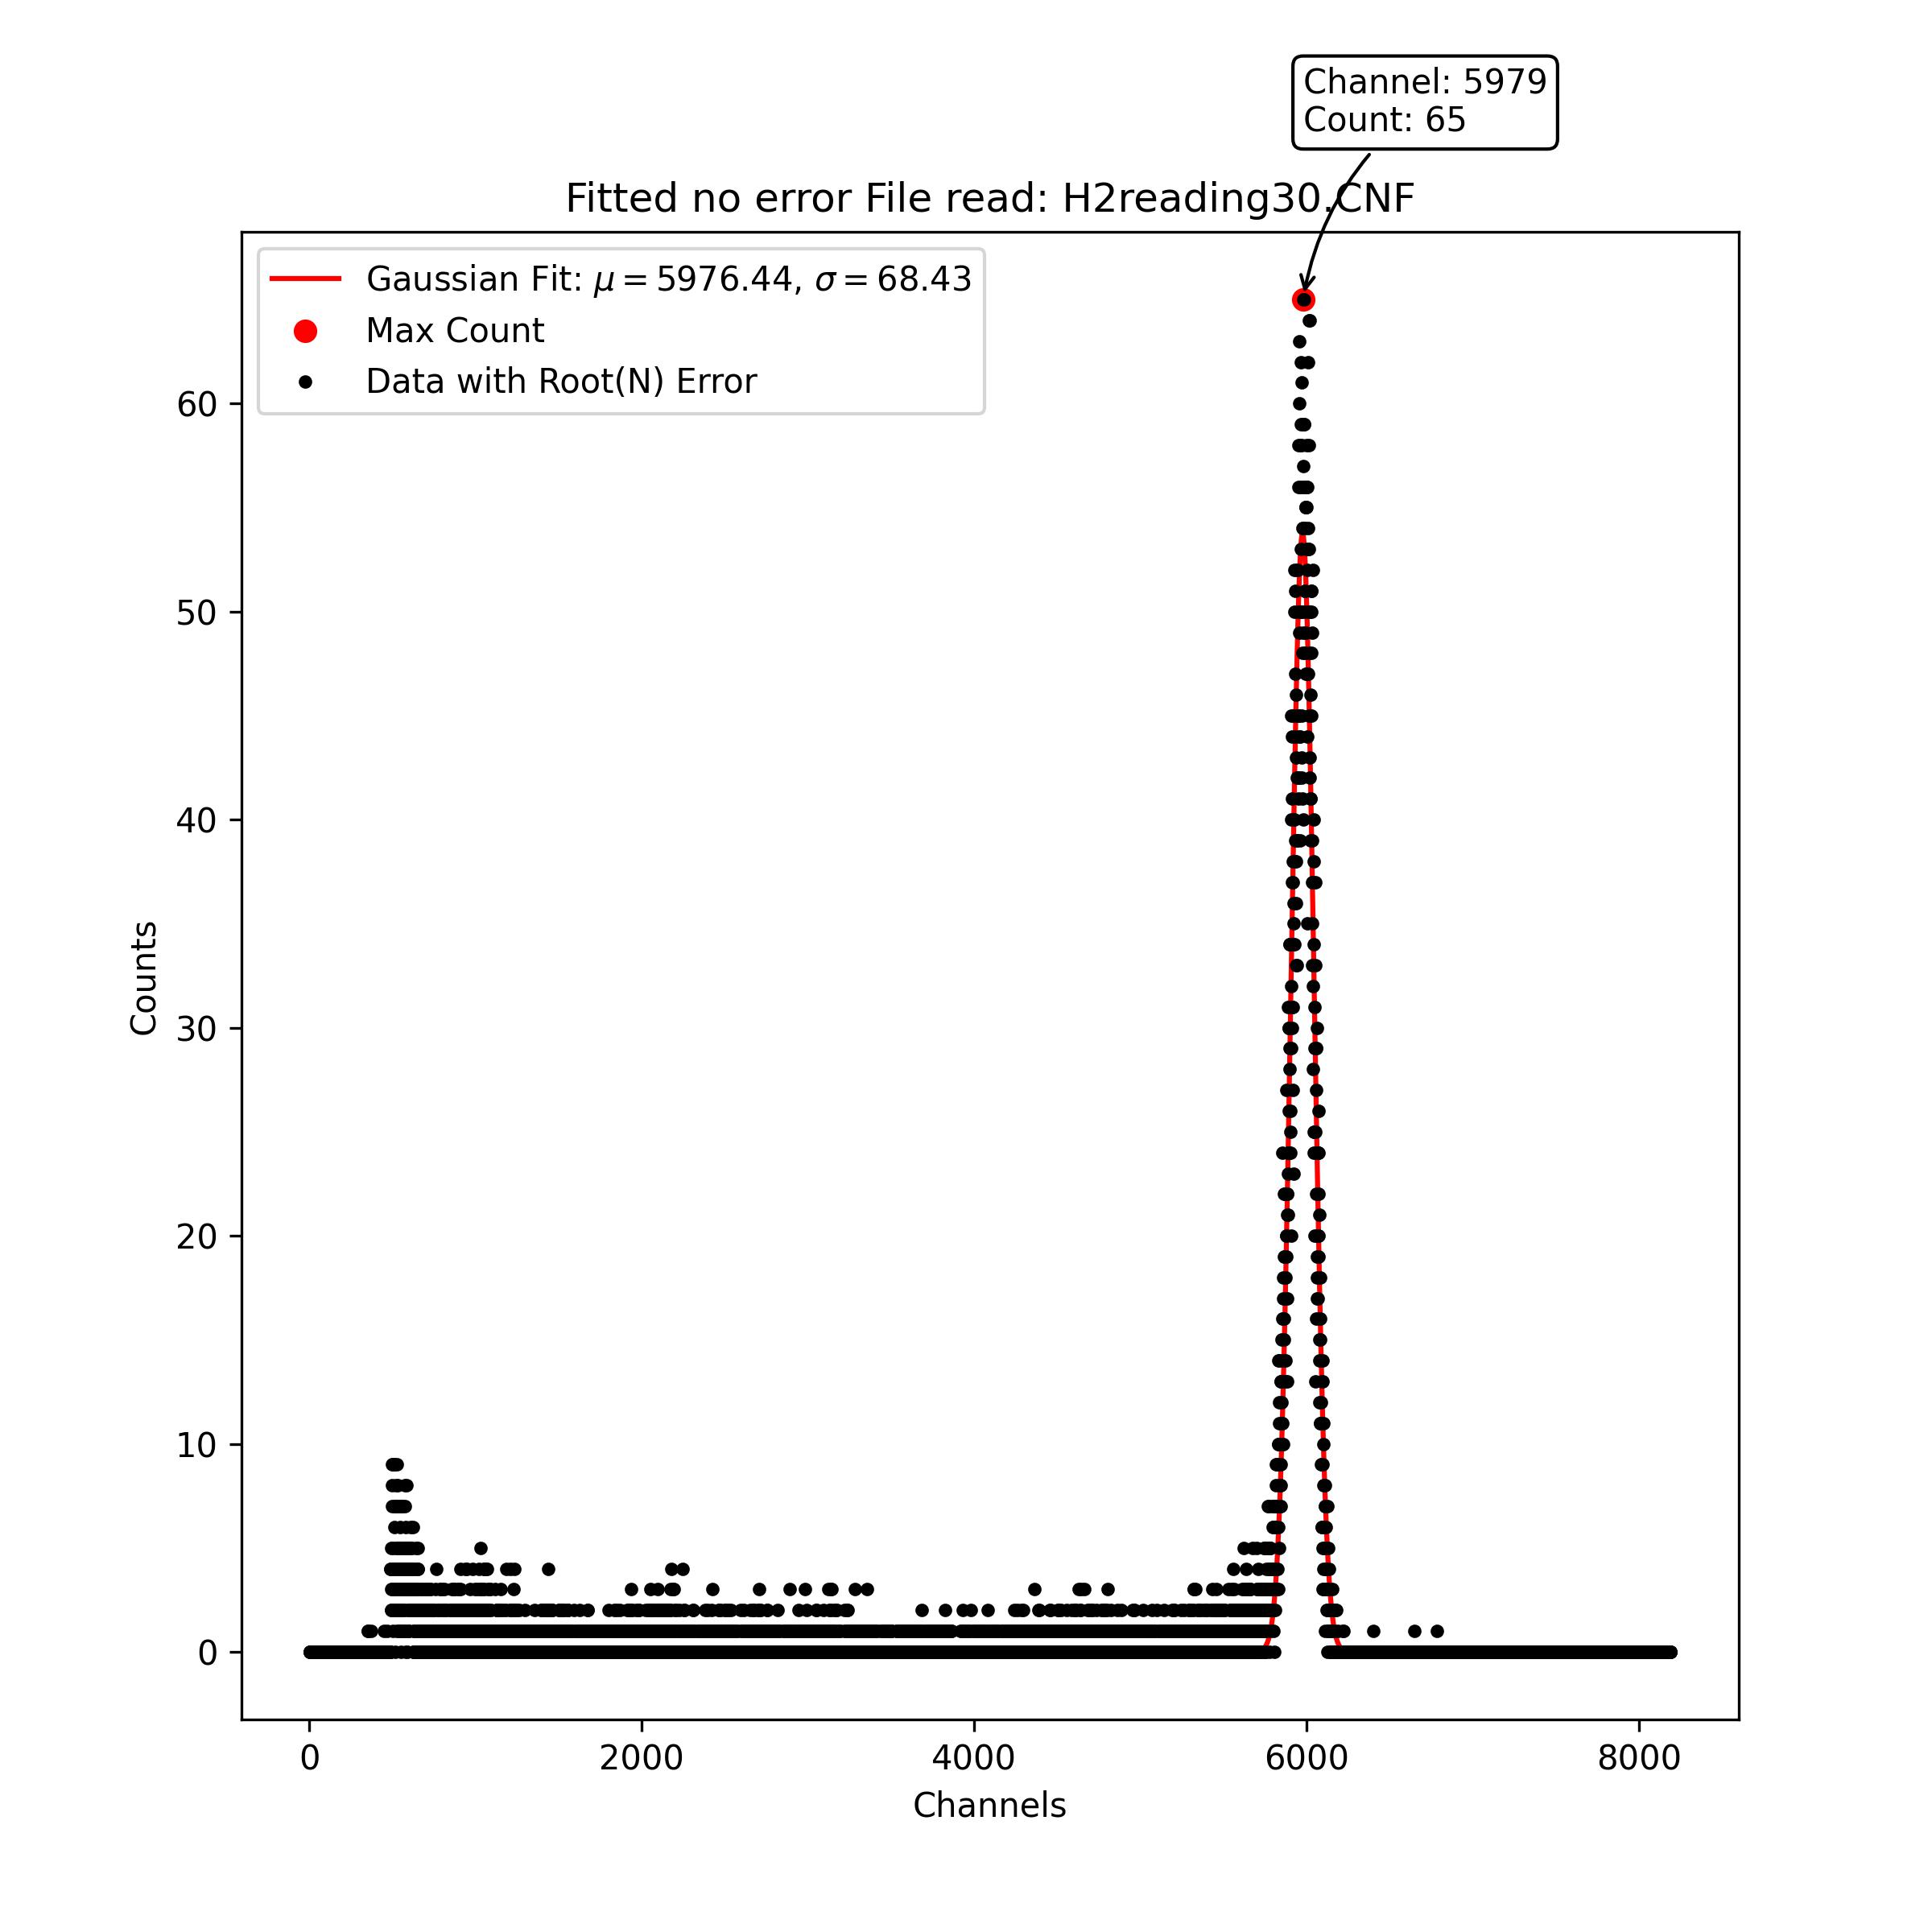 Channel: 5979
Count: 65
Fitted no error File read: H2reading30.CNF
Gaussian Fit: μ = 5976.44, σ = 68.43
Max Count
Data with Root(N) Error
60
50
40
30
20
10
0
Counts
0 2000 4000 6000 8000
Channels